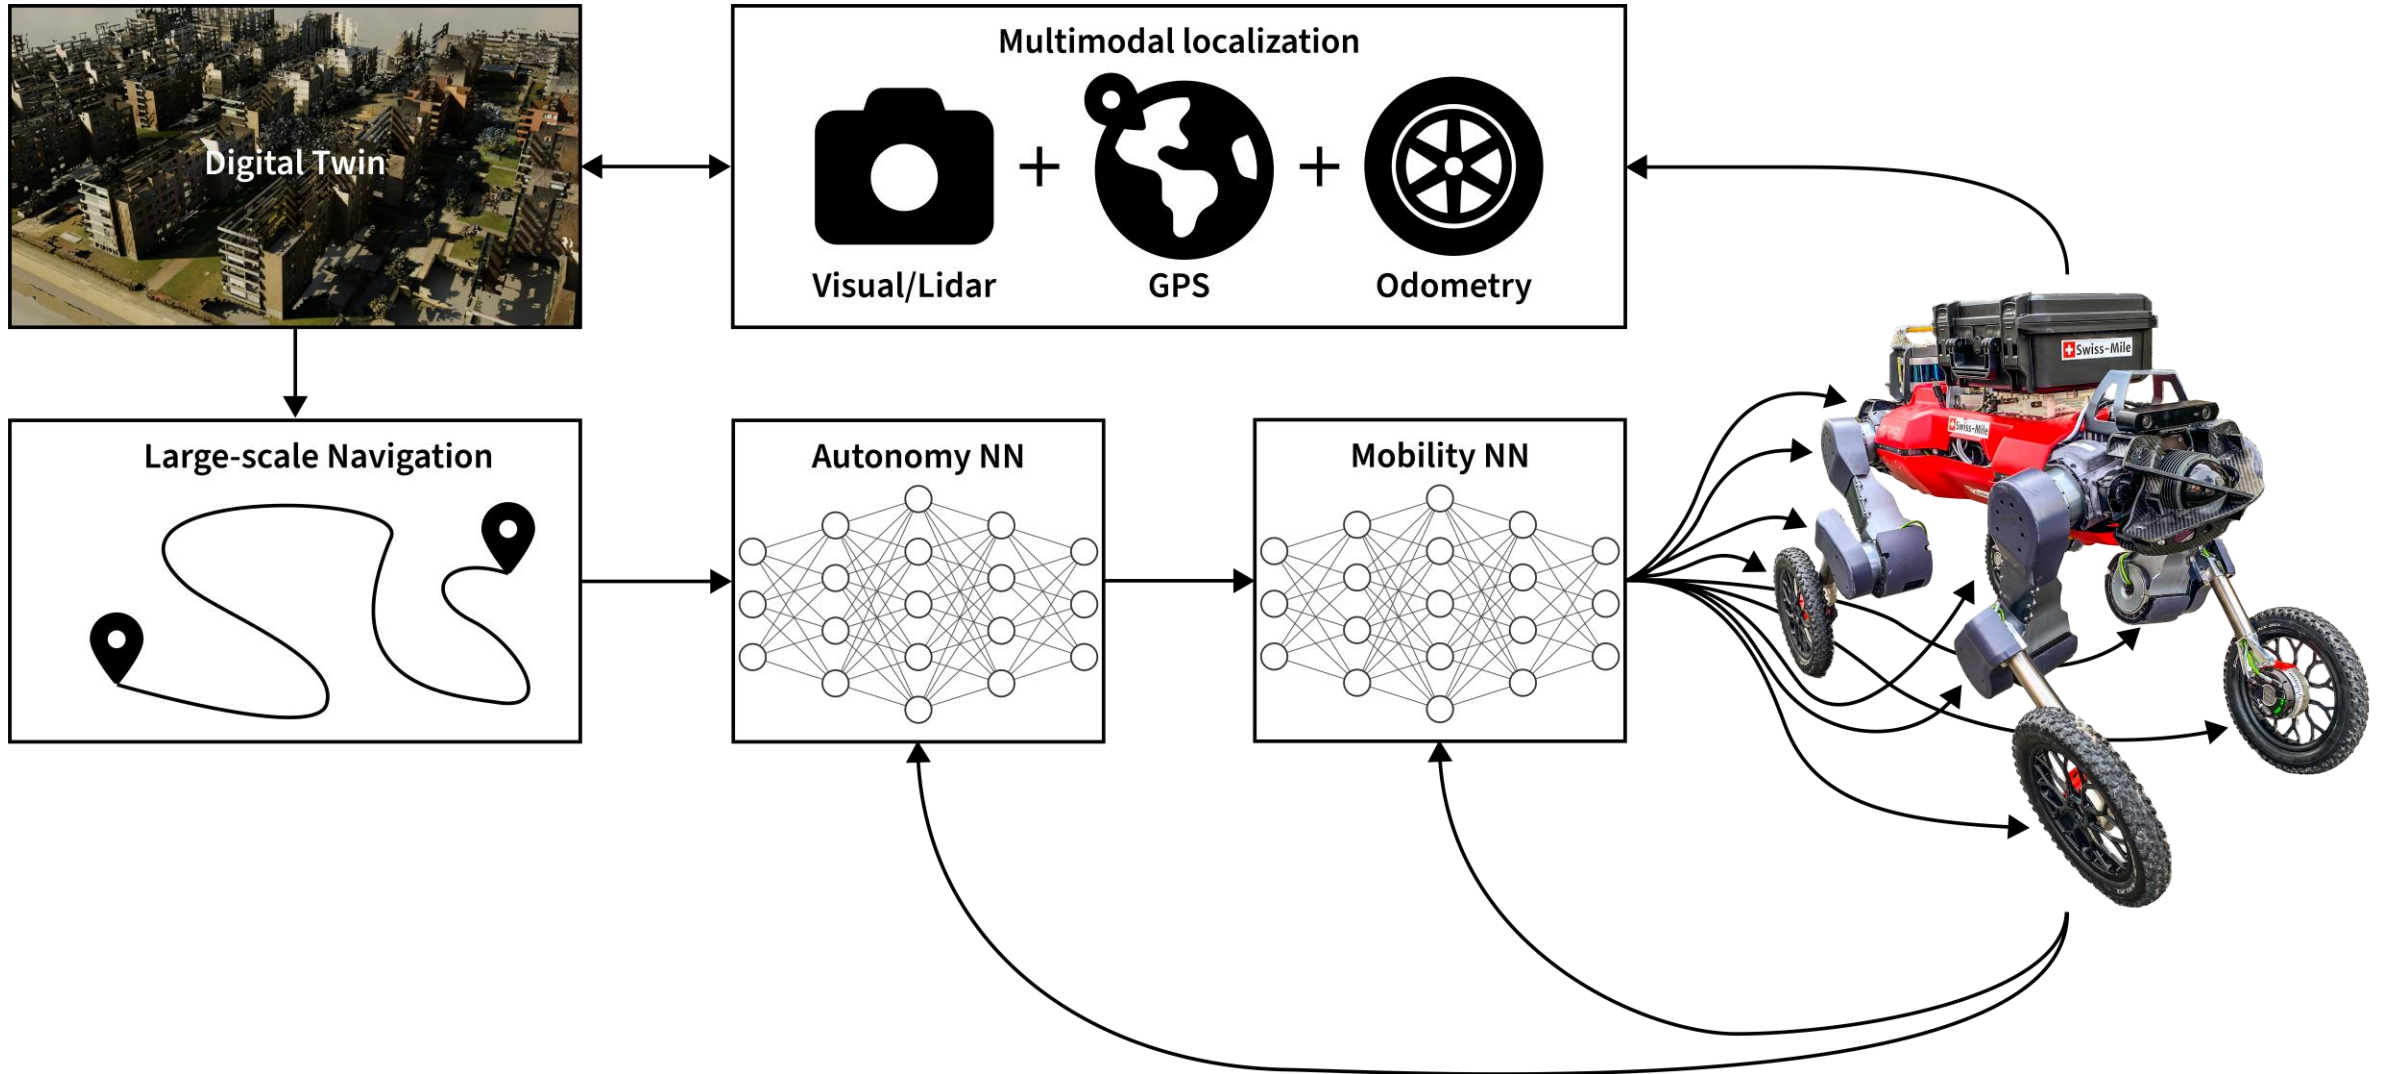 Digital Twin
Multimodal localization
Visual/Lidar
GPS
Odometry
Large-scale Navigation
Autonomy NN
Mobility NN
Swiss-Mile
Swiss-Mile